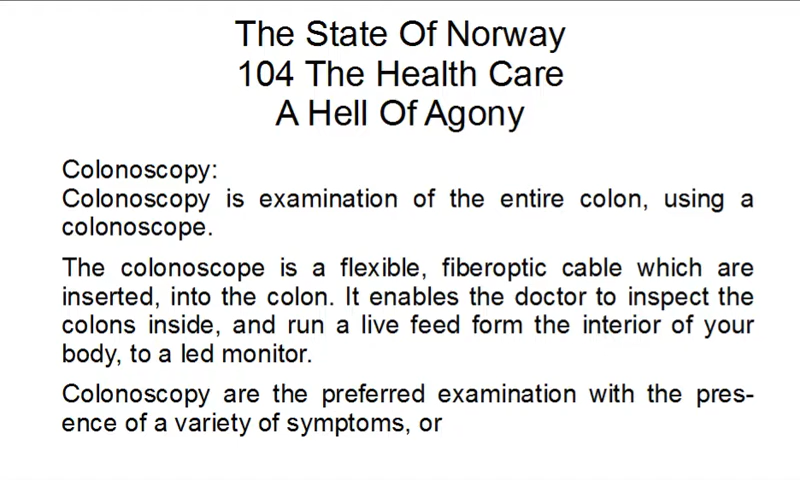 The State Of Norway
104 The Health Care
A Hell Of Agony
Colonoscopy:
Colonoscopy is examination of the entire colon, using a
colonoscope.
The colonoscope is a flexible, fiberoptic cable which are
inserted, into the colon. It enables the doctor to inspect the
colons inside, and run a live feed form the interior of your
body, to a led monitor.
Colonoscopy are the preferred examination with the pres-
ence of a variety of symptoms, or